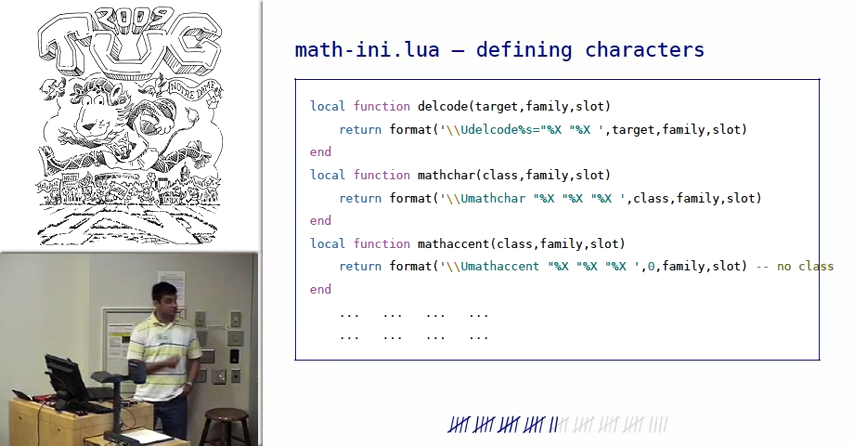 2009
TUG
NOTRE DAME
math-ini.lua – defining characters
local function delcode(target,family,slot)
return format('\\Udelcode%s="%X "%X ',target,family,slot)
end
local function mathchar(class,family,slot)
return format('\\Umathchar "%X "%X "%X ',class,family,slot)
end
local function mathaccent(class,family,slot)
return format('\\Umathaccent "%X "%X "%X ',0,family,slot) -- no class
end
... ... ... ...
... ... ... ...